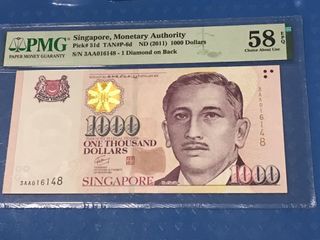 PMG
PAPER MONEY GUARANTY
Singapore, Monetary Authority
Pick# 51d TAN#P-6d ND (2011) 1000 Dollars
S/N 3AA016148 - 1 Diamond on Back
58 EPQ
Choice About Unc
1000
ONE THOUSAND
DOLLARS
3AA016148
SINGAPORE
1000
3AA016148